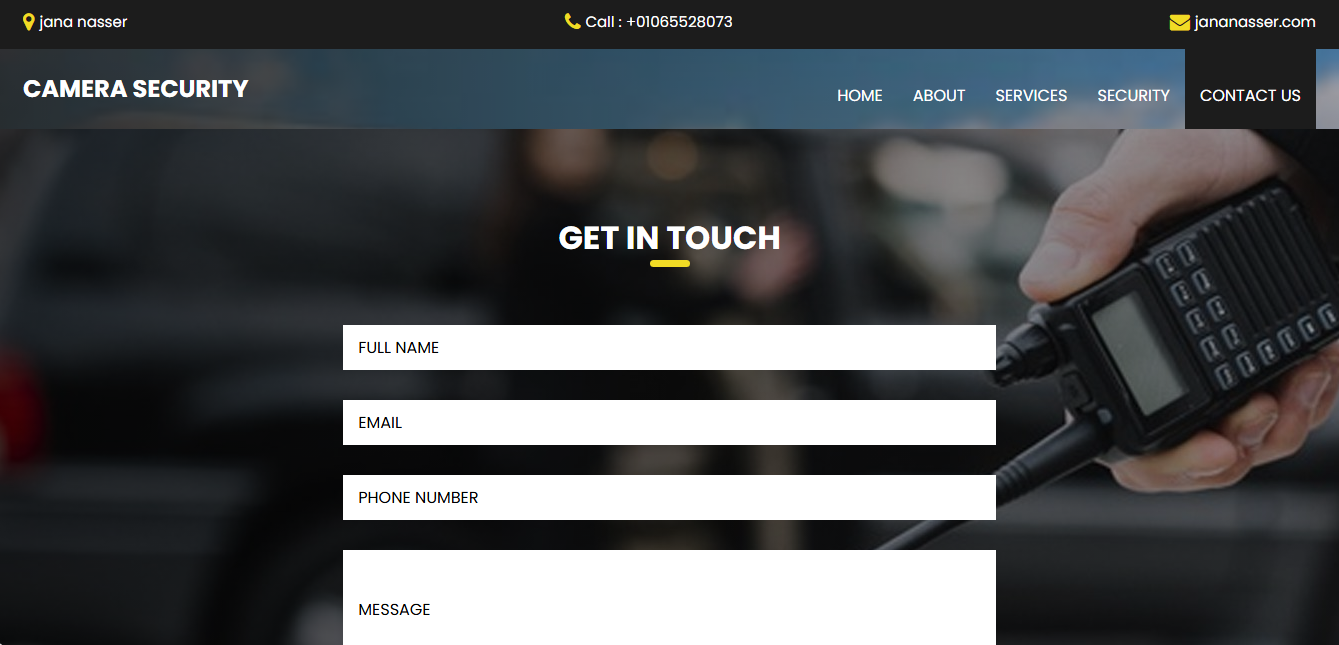 jana nasser
Call : +01065528073
jananasser.com
CAMERA SECURITY
HOME
ABOUT
SERVICES
SECURITY
CONTACT US
GET IN TOUCH
FULL NAME
EMAIL
PHONE NUMBER
MESSAGE